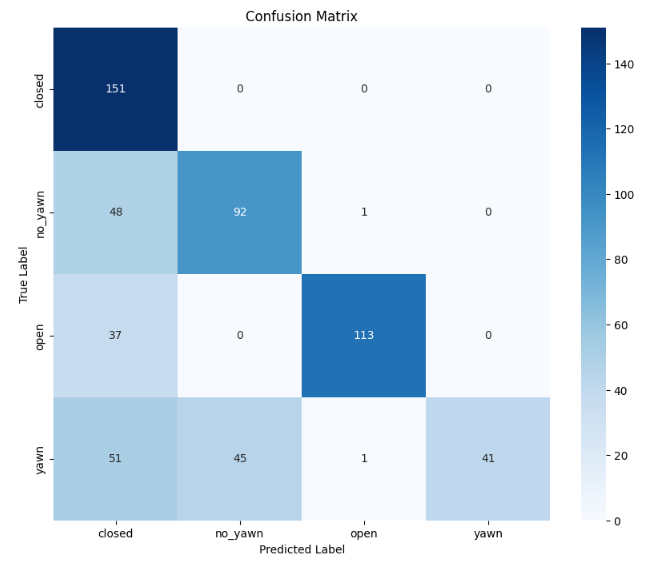 Confusion Matrix
True Label
closed 151 0 0 0
no_yawn 48 92 1 0
open 37 0 113 0
yawn 51 45 1 41
closed no_yawn open yawn
Predicted Label
140
120
100
80
60
40
20
0